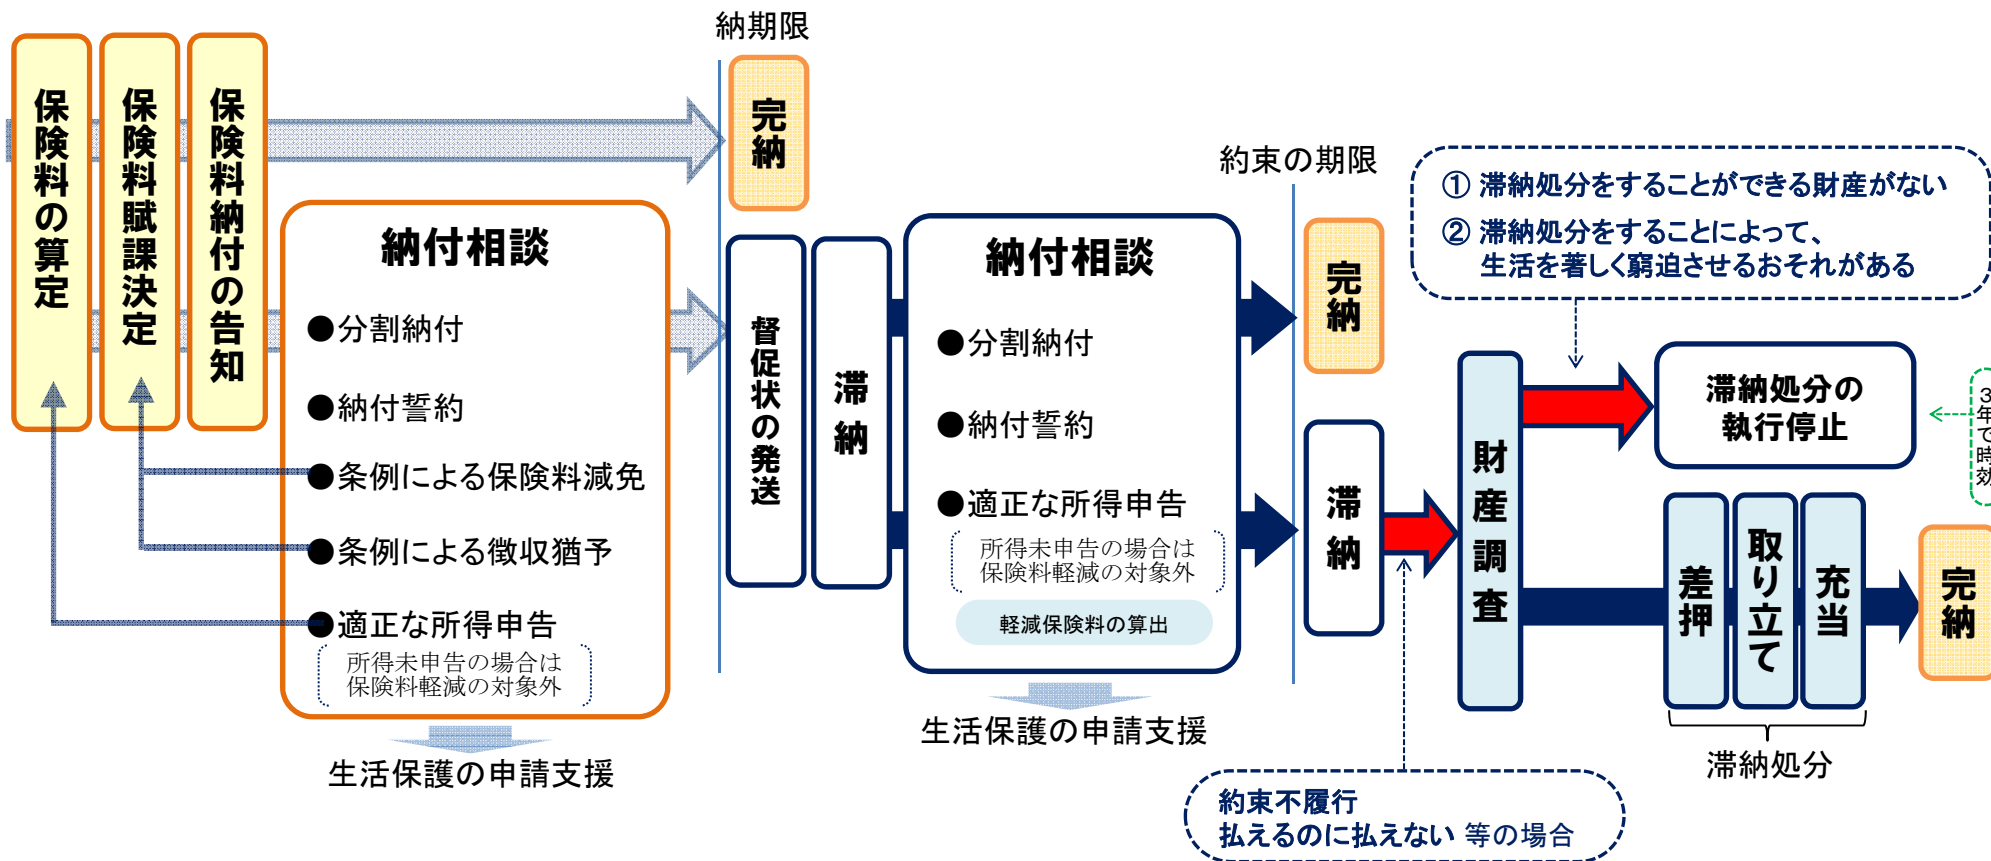 保険料の算定
保険料賦課決定
保険料納付の告知
納期限
完納
納付相談
●分割納付
●納付誓約
●条例による保険料減免
●条例による徴収猶予
●適正な所得申告
所得未申告の場合は
保険料軽減の対象外
生活保護の申請支援
督促状の発送
滞納
納付相談
●分割納付
●納付誓約
●適正な所得申告
所得未申告の場合は
保険料軽減の対象外
軽減保険料の算出
生活保護の申請支援
約束の期限
完納
滞納
約束不履行
払えるのに払えない 等の場合
財産調査
① 滞納処分をすることができる財産がない
② 滞納処分をすることによって、
生活を著しく窮迫させるおそれがある
滞納処分の
執行停止
3年で時効
差押
取り立て
充当
滞納処分
完納